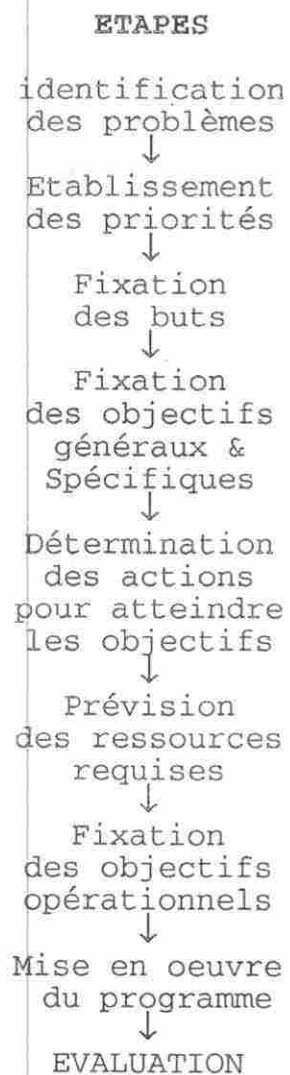 ETAPES
identification
des problèmes
↓
Etablissement
des priorités
↓
Fixation
des buts
↓
Fixation
des objectifs
généraux &
Spécifiques
↓
Détermination
des actions
pour atteindre
les objectifs
↓
Prévision
des ressources
requises
↓
Fixation
des objectifs
opérationnels
↓
Mise en oeuvre
du programme
↓
EVALUATION